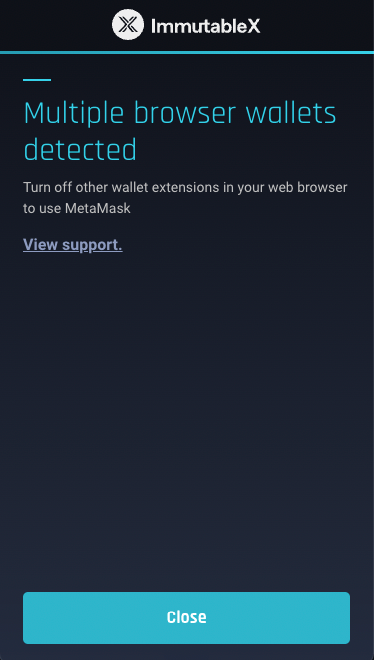 ImmutableX
Multiple browser wallets
detected
Turn off other wallet extensions in your web browser
to use MetaMask
View support.
Close